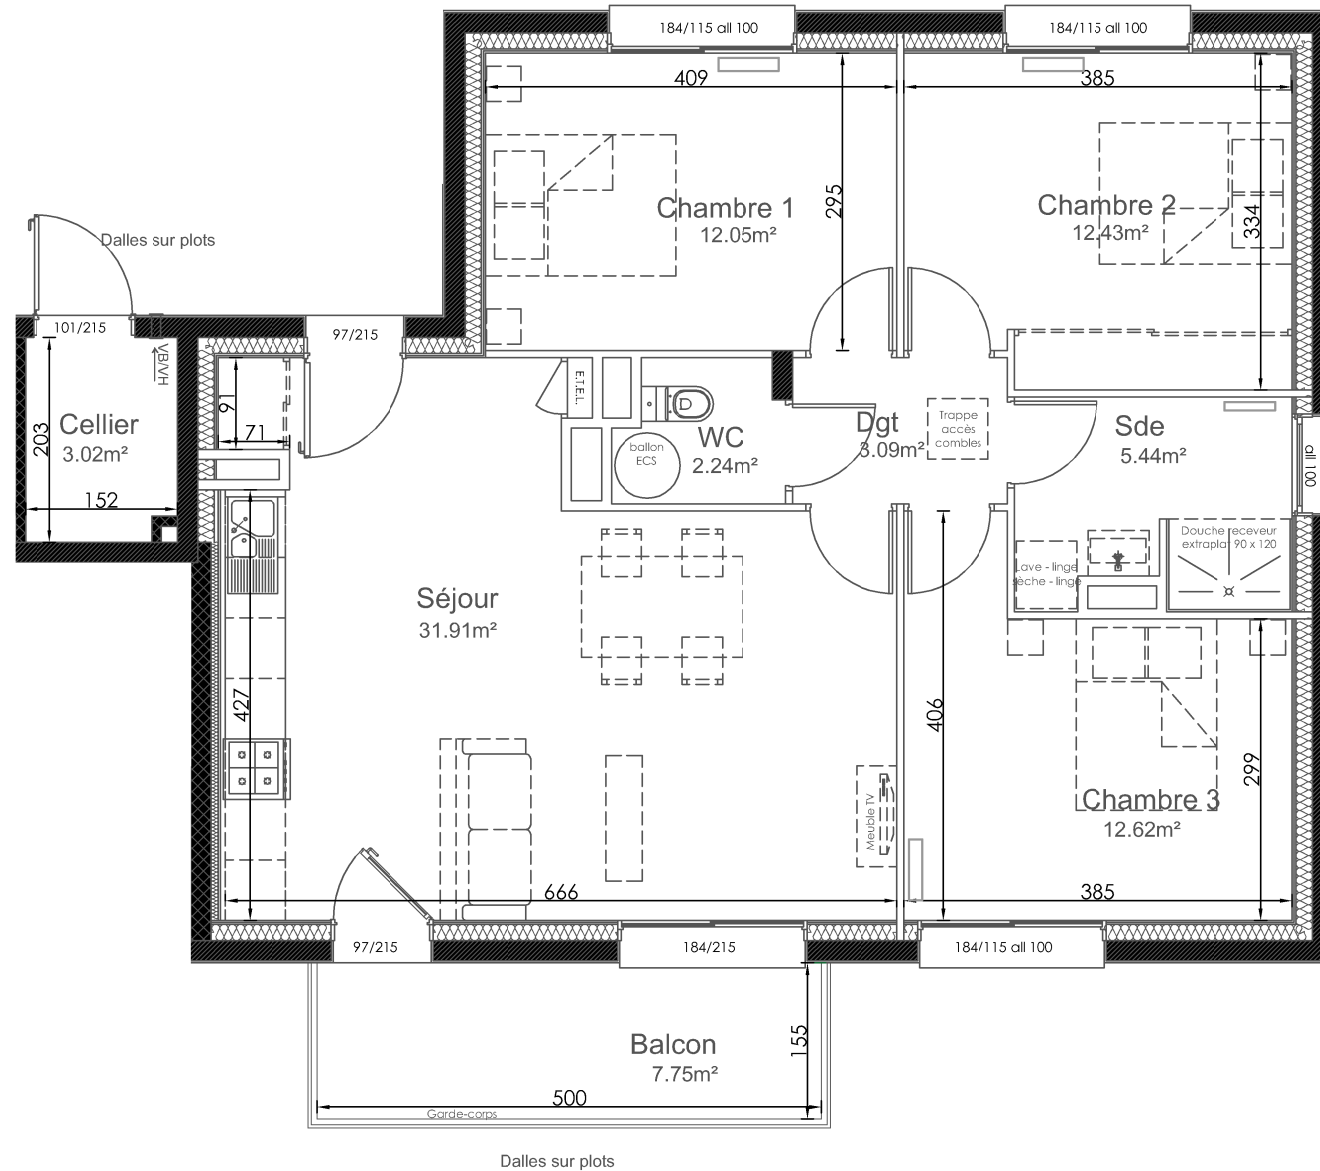 184/115 all 100
184/115 all 100
409
385
295
334
Chambre 1
12.05m²
Chambre 2
12.43m²
Dalles sur plots
101/215
97/215
VB/VH
91
71
E.T.E.L.
Cellier
3.02m²
203
152
ballon
ECS
WC
2.24m²
Dgt
3.09m²
Trappe
accès
combles
Sde
5.44m²
all 100
Douche receveur
extraplat 90 x 120
Lave - linge
sèche - linge
Séjour
31.91m²
427
406
299
Chambre 3
12.62m²
Meuble TV
666
385
97/215
184/215
184/115 all 100
Balcon
7.75m²
155
500
Garde-corps
Dalles sur plots